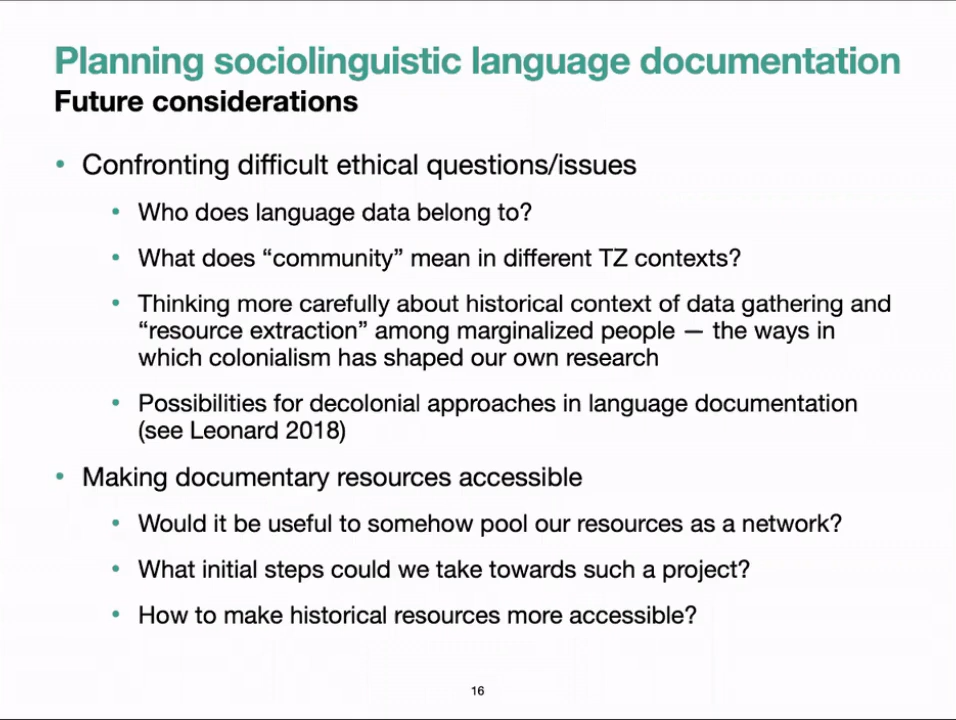 Planning sociolinguistic language documentation
Future considerations
• Confronting difficult ethical questions/issues
• Who does language data belong to?
• What does “community” mean in different TZ contexts?
• Thinking more carefully about historical context of data gathering and
“resource extraction” among marginalized people — the ways in
which colonialism has shaped our own research
• Possibilities for decolonial approaches in language documentation
(see Leonard 2018)
• Making documentary resources accessible
• Would it be useful to somehow pool our resources as a network?
• What initial steps could we take towards such a project?
• How to make historical resources more accessible?
16